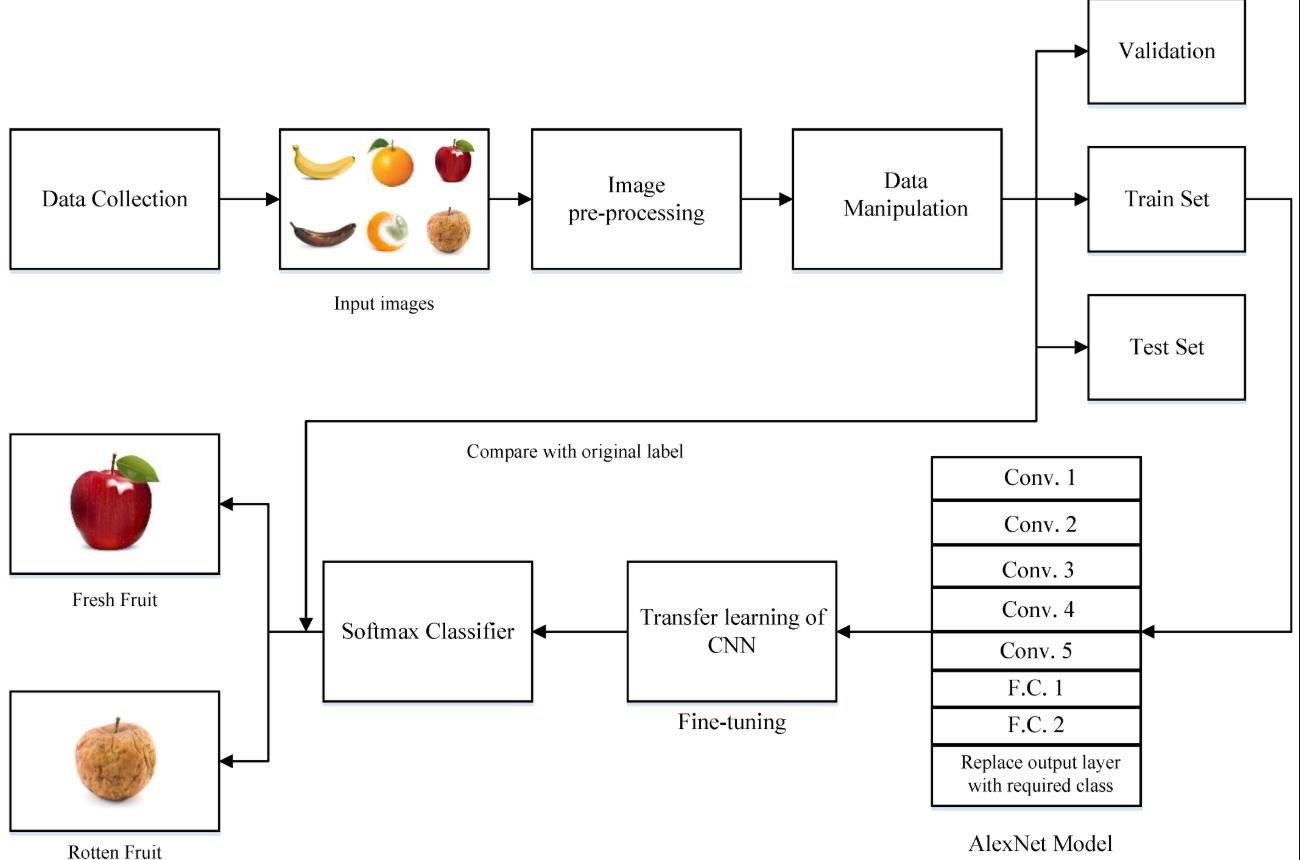 Validation
Data Collection
Image
pre-processing
Data
Manipulation
Train Set
Input images
Test Set
Compare with original label
Conv. 1
Conv. 2
Conv. 3
Conv. 4
Conv. 5
F.C. 1
F.C. 2
Replace output layer
with required class
AlexNet Model
Transfer learning of
CNN
Fine-tuning
Softmax Classifier
Fresh Fruit
Rotten Fruit